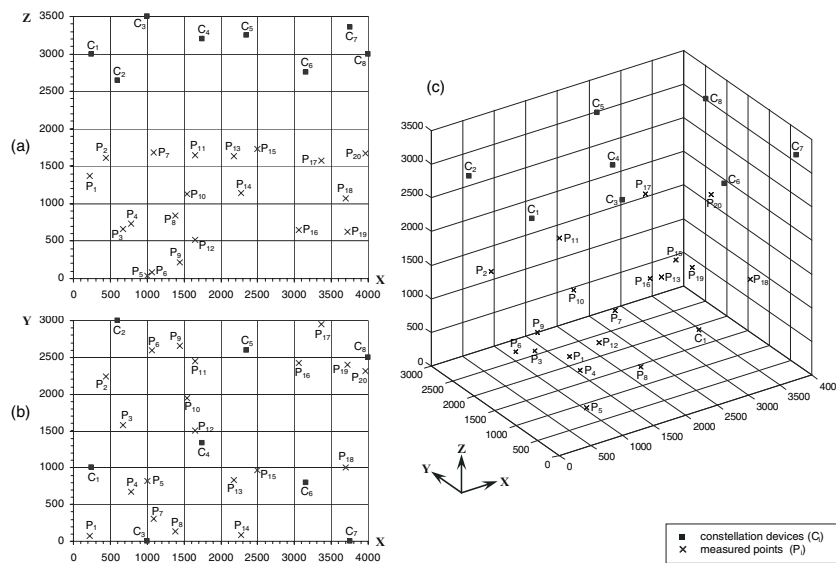 Z
4000
3500
3000
2500
2000
1500
1000
500
0
0 500 1000 1500 2000 2500 3000 3500 4000
X
(a)
C1
C2
C3
C4
C5
C6
C7
C8
P1
P2
P3
P4
P5
P6
P7
P8
P9
P10
P11
P12
P13
P14
P15
P16
P17
P18
P19
P20
Y
3000
2500
2000
1500
1000
500
0
0 500 1000 1500 2000 2500 3000 3500 4000
X
(b)
C1
C2
C3
C4
C5
C6
C7
C8
P1
P2
P3
P4
P5
P6
P7
P8
P9
P10
P11
P12
P13
P14
P15
P16
P17
P18
P19
P20
(c)
3500
3000
2500
2000
1500
1000
500
0
3000
2500
2000
1500
1000
500
0
0
500
1000
1500
2000
2500
3000
3500
4000
C5
C8
C2
C4
C7
C6
C3
P17
P20
C1
P11
P2
P15
P16
P13
P19
P18
P10
P7
C1
P9
P6
P3
P12
P1
P4
P8
P5
Z
Y
X
constellation devices (Ci)
measured points (Pi)